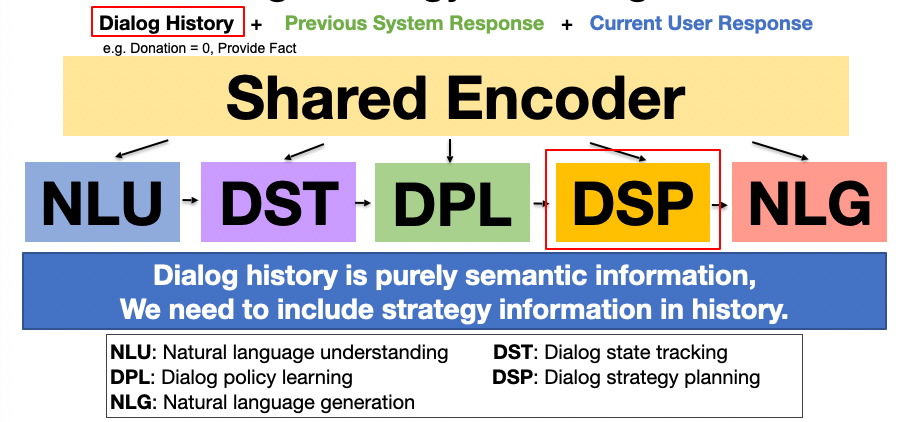 Dialog History + Previous System Response + Current User Response
e.g. Donation = 0, Provide Fact
Shared Encoder
NLU DST DPL DSP NLG
Dialog history is purely semantic information,
We need to include strategy information in history.
NLU: Natural language understanding DST: Dialog state tracking
DPL: Dialog policy learning DSP: Dialog strategy planning
NLG: Natural language generation